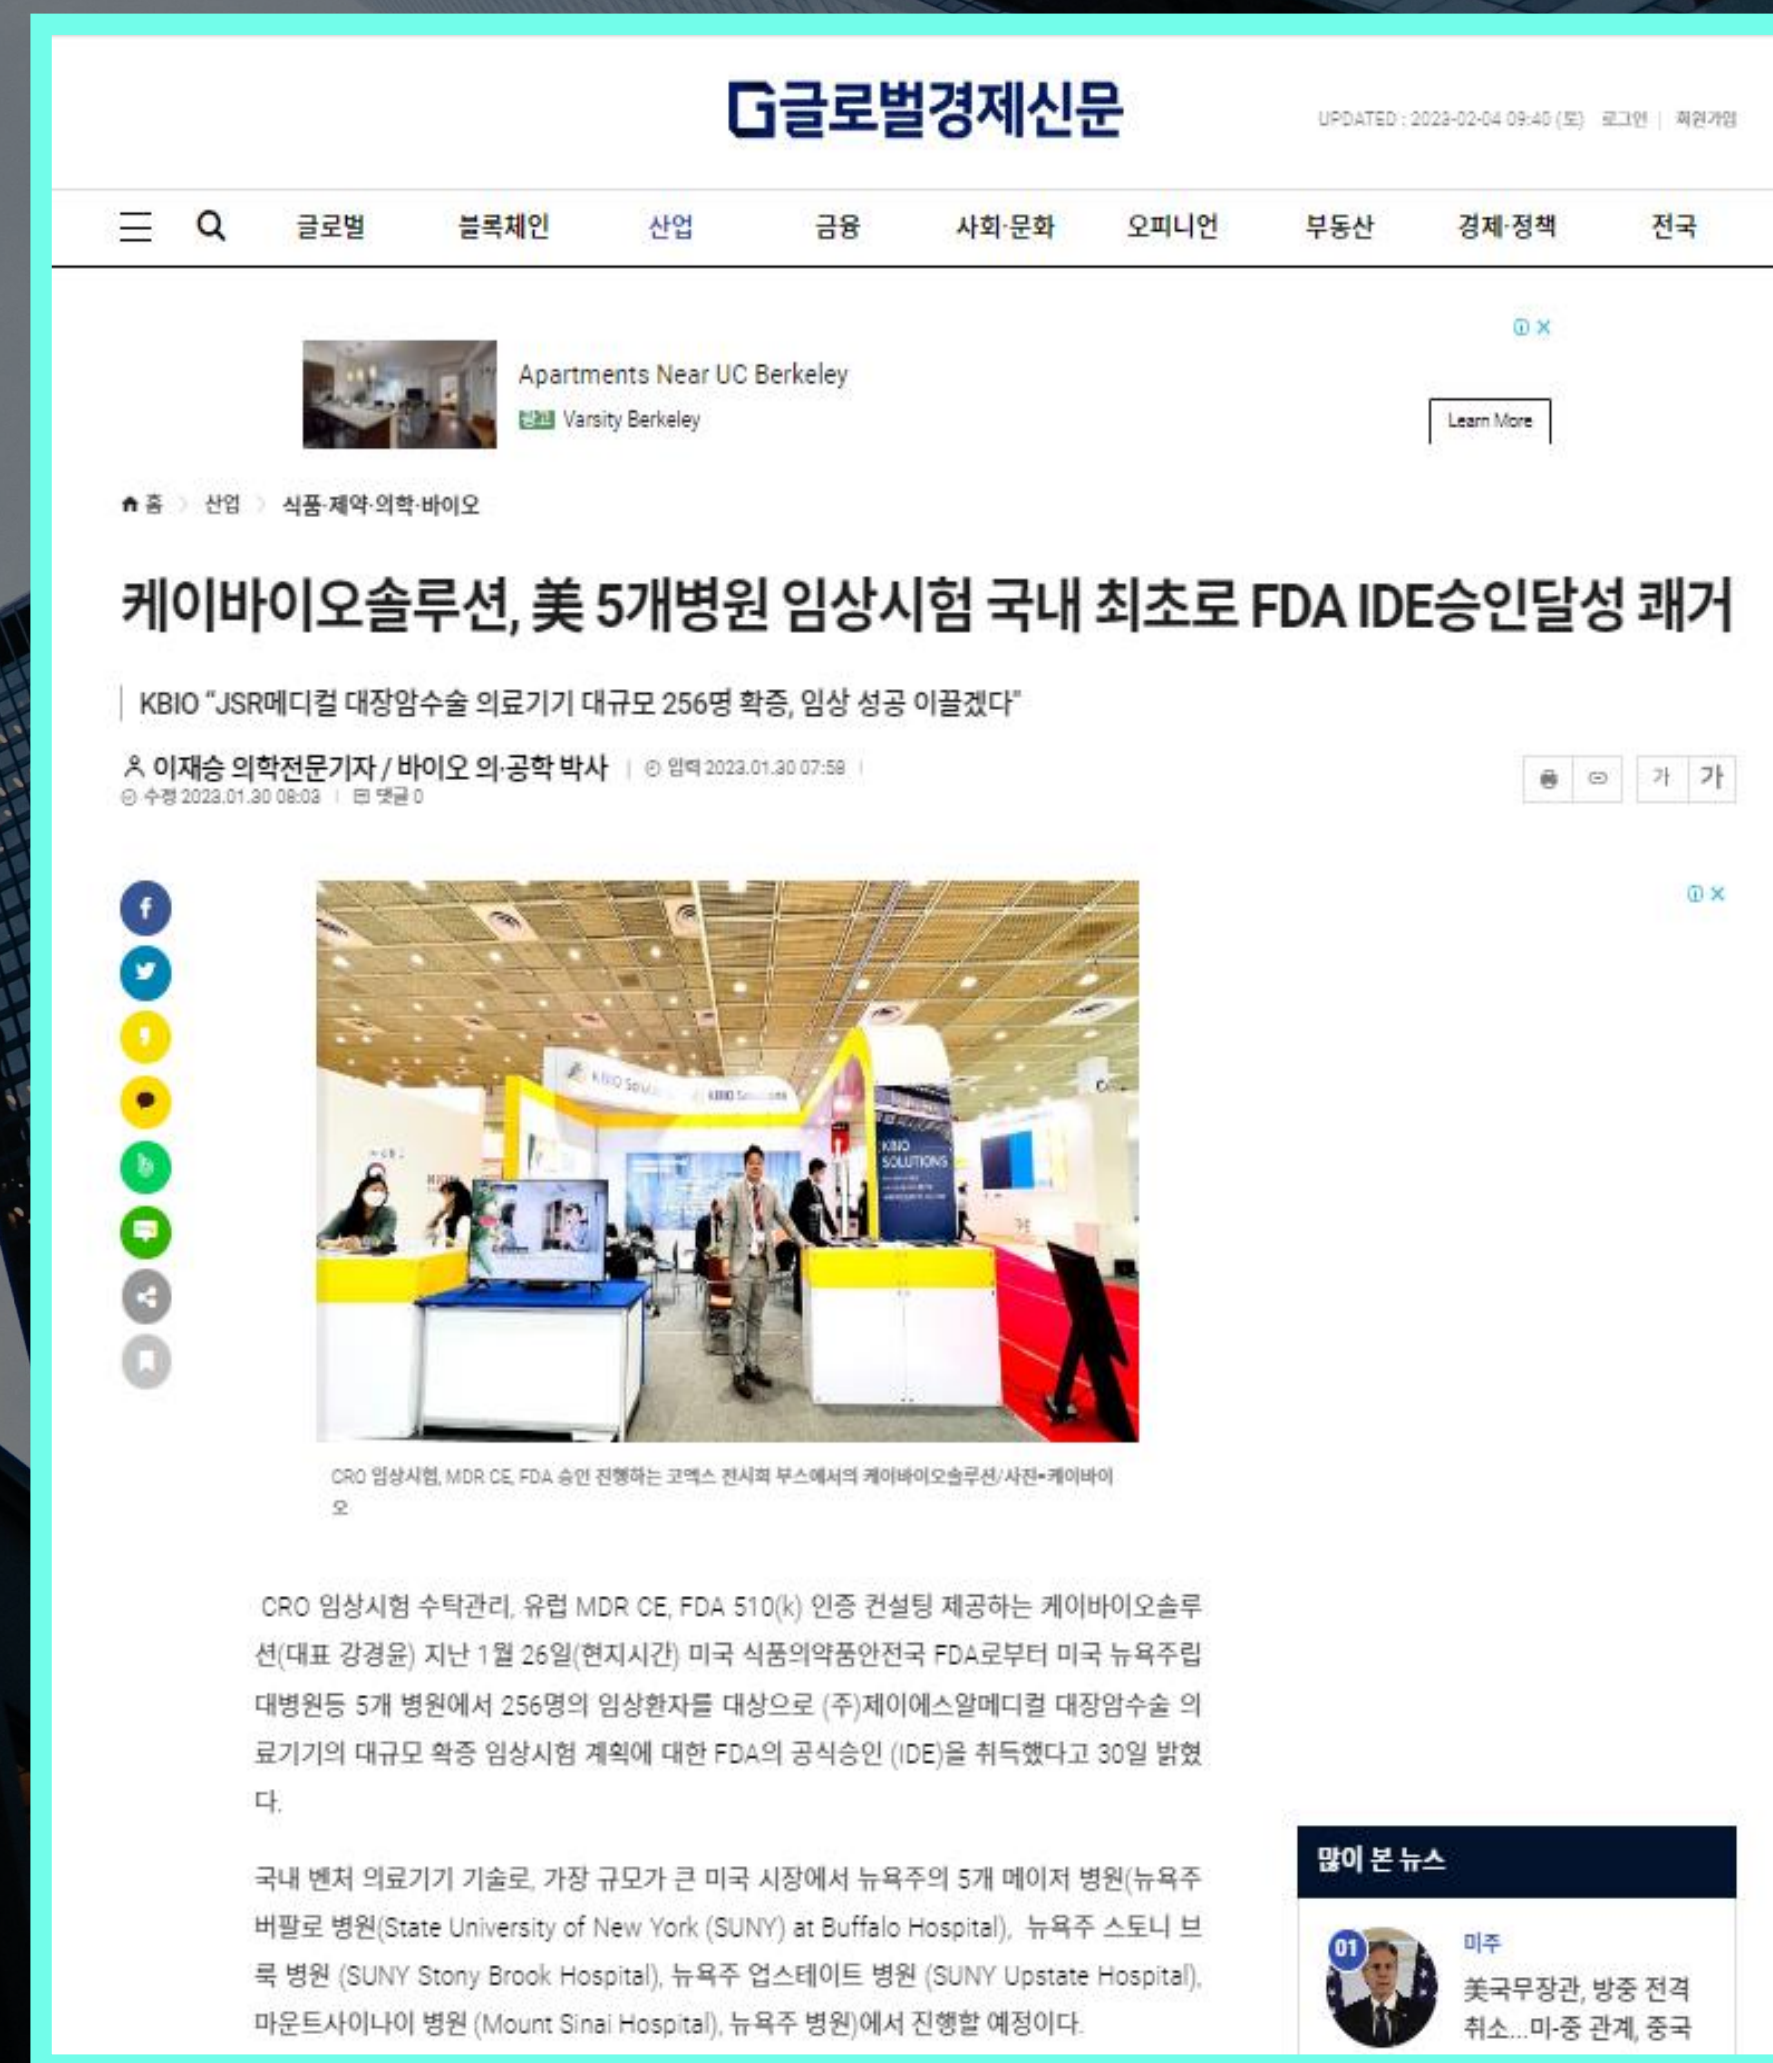 글로벌경제신문
UPDATED : 2023-02-04 09:40 (토) 로그인 | 회원가입
글로벌 블록체인 산업 금융 사회·문화 오피니언 부동산 경제·정책 전국
Apartments Near UC Berkeley
광고 Varsity Berkeley
Learn More
홈 > 산업 > 식품·제약·의학·바이오
케이바이오솔루션, 美 5개병원 임상시험 국내 최초로 FDA IDE승인달성 쾌거
KBIO “JSR메디컬 대장암수술 의료기기 대규모 256명 확증, 임상 성공 이끌겠다"
이재승 의학전문기자 / 바이오 의·공학 박사 | 입력 2023.01.30 07:58 |
수정 2023.01.30 08:03 | 댓글 0
가 가
KBIO Solutions
KBIO
SOLUTIONS
CRO 임상시험, MDR CE, FDA 승인 진행하는 코엑스 전시회 부스에서의 케이바이오솔루션/사진=케이바이
오
CRO 임상시험 수탁관리, 유럽 MDR CE, FDA 510(k) 인증 컨설팅 제공하는 케이바이오솔루
션(대표 강경윤) 지난 1월 26일(현지시간) 미국 식품의약품안전국 FDA로부터 미국 뉴욕주립
대병원등 5개 병원에서 256명의 임상환자를 대상으로 (주)제이에스알메디컬 대장암수술 의
료기기의 대규모 확증 임상시험 계획에 대한 FDA의 공식승인 (IDE)을 취득했다고 30일 밝혔
다.
국내 벤처 의료기기 기술로, 가장 규모가 큰 미국 시장에서 뉴욕주의 5개 메이저 병원(뉴욕주
버팔로 병원(State University of New York (SUNY) at Buffalo Hospital), 뉴욕주 스토니 브
룩 병원 (SUNY Stony Brook Hospital), 뉴욕주 업스테이트 병원 (SUNY Upstate Hospital),
마운트사이나이 병원 (Mount Sinai Hospital), 뉴욕주 병원)에서 진행할 예정이다.
많이 본 뉴스
01
미주
美국무장관, 방중 전격
취소...미-중 관계, 중국